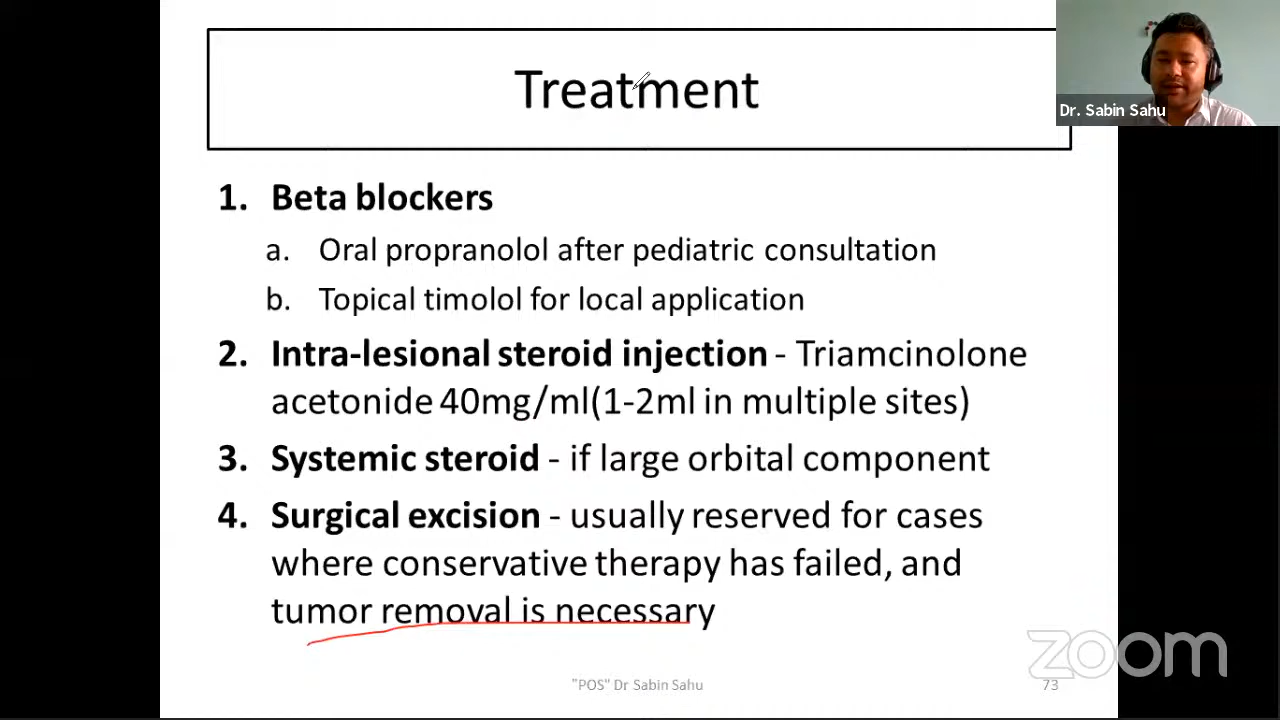 Treatment
Dr. Sabin Sahu
1. Beta blockers
a. Oral propranolol after pediatric consultation
b. Topical timolol for local application
2. Intra-lesional steroid injection - Triamcinolone
acetonide 40mg/ml(1-2ml in multiple sites)
3. Systemic steroid - if large orbital component
4. Surgical excision - usually reserved for cases
where conservative therapy has failed, and
tumor removal is necessary
zoom
"POS" Dr Sabin Sahu
73